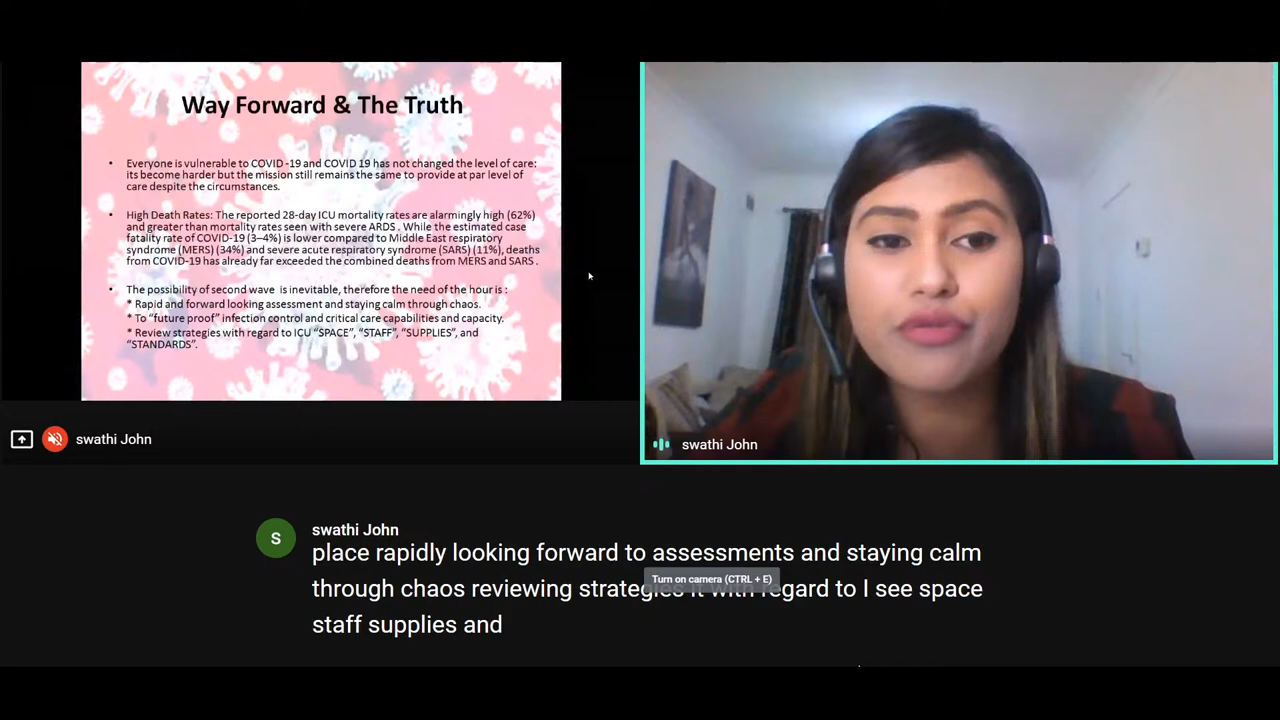 Way Forward & The Truth
• Everyone is vulnerable to COVID -19 and COVID 19 has not changed the level of care:
its become harder but the mission still remains the same to provide at par level of
care despite the circumstances.
• High Death Rates: The reported 28-day ICU mortality rates are alarmingly high (62%)
and greater than mortality rates seen with severe ARDS . While the estimated case
fatality rate of COVID-19 (3–4%) is lower compared to Middle East respiratory
syndrome (MERS) (34%) and severe acute respiratory syndrome (SARS) (11%), deaths
from COVID-19 has already far exceeded the combined deaths from MERS and SARS .
• The possibility of second wave is inevitable, therefore the need of the hour is :
* Rapid and forward looking assessment and staying calm through chaos.
* To “future proof” infection control and critical care capabilities and capacity.
* Review strategies with regard to ICU “SPACE”, “STAFF”, “SUPPLIES”, and
“STANDARDS”.
swathi John
swathi John
S
swathi John
place rapidly looking forward to assessments and staying calm
Turn on camera (CTRL + E)
through chaos reviewing strategies it with regard to I see space
staff supplies and